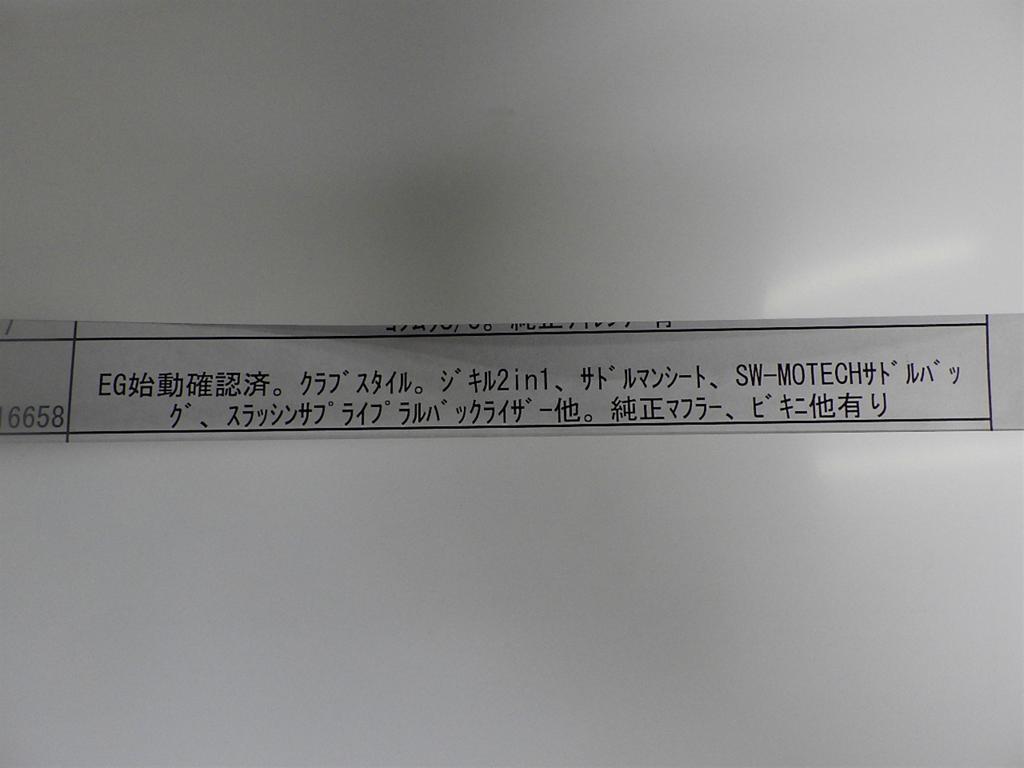 EG始動確認済。ｸﾗﾌﾞｽﾀｲﾙ。ｼﾞｷﾙ2in1、ｻﾄﾞﾙﾏﾝｼｰﾄ、SW-MOTECHｻﾄﾞﾙﾊﾞｯ
16658
ｸﾞ、ｽﾗｯｼﾝｻﾌﾟﾗｲﾌﾟﾗﾙﾊﾞｯｸﾗｲｻﾞｰ他。純正ﾏﾌﾗｰ、ﾋﾞｷﾆ他有り